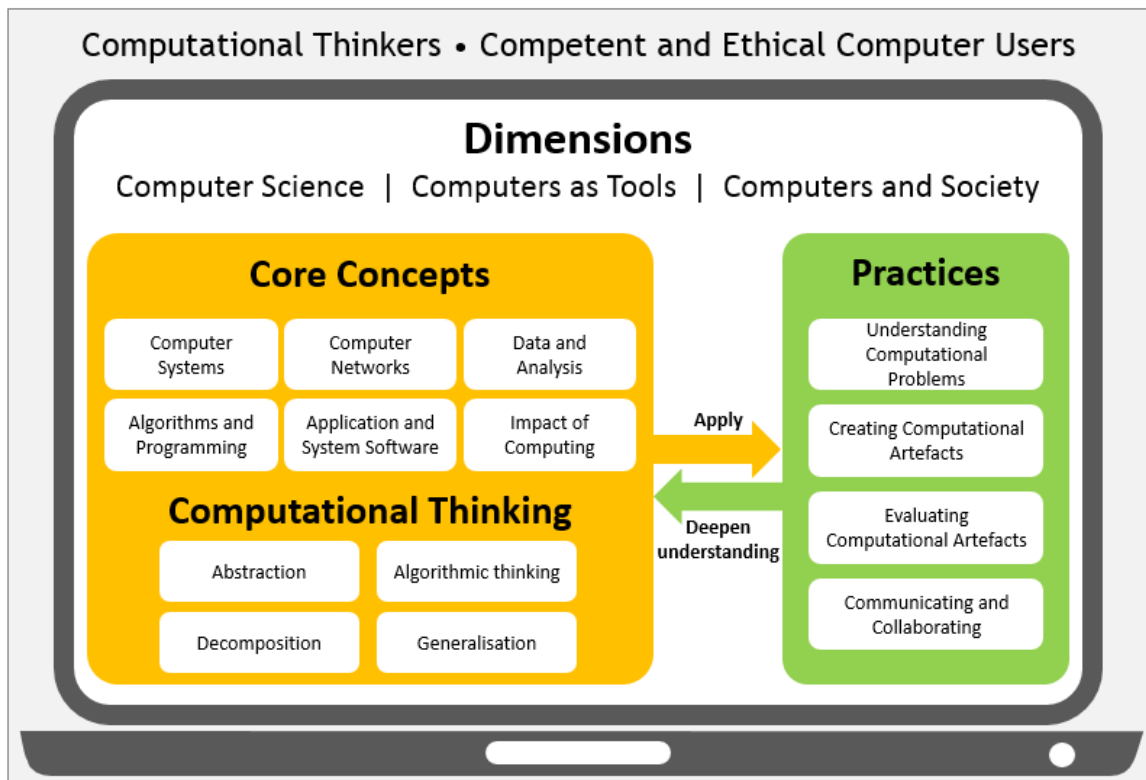 Computational Thinkers • Competent and Ethical Computer Users
Dimensions
Computer Science | Computers as Tools | Computers and Society
Core Concepts
Computer
Systems
Computer
Networks
Data and
Analysis
Algorithms and
Programming
Application and
System Software
Impact of
Computing
Computational Thinking
Abstraction
Algorithmic thinking
Decomposition
Generalisation
Apply
Deepen
understanding
Practices
Understanding
Computational
Problems
Creating Computational
Artefacts
Evaluating
Computational Artefacts
Communicating and
Collaborating